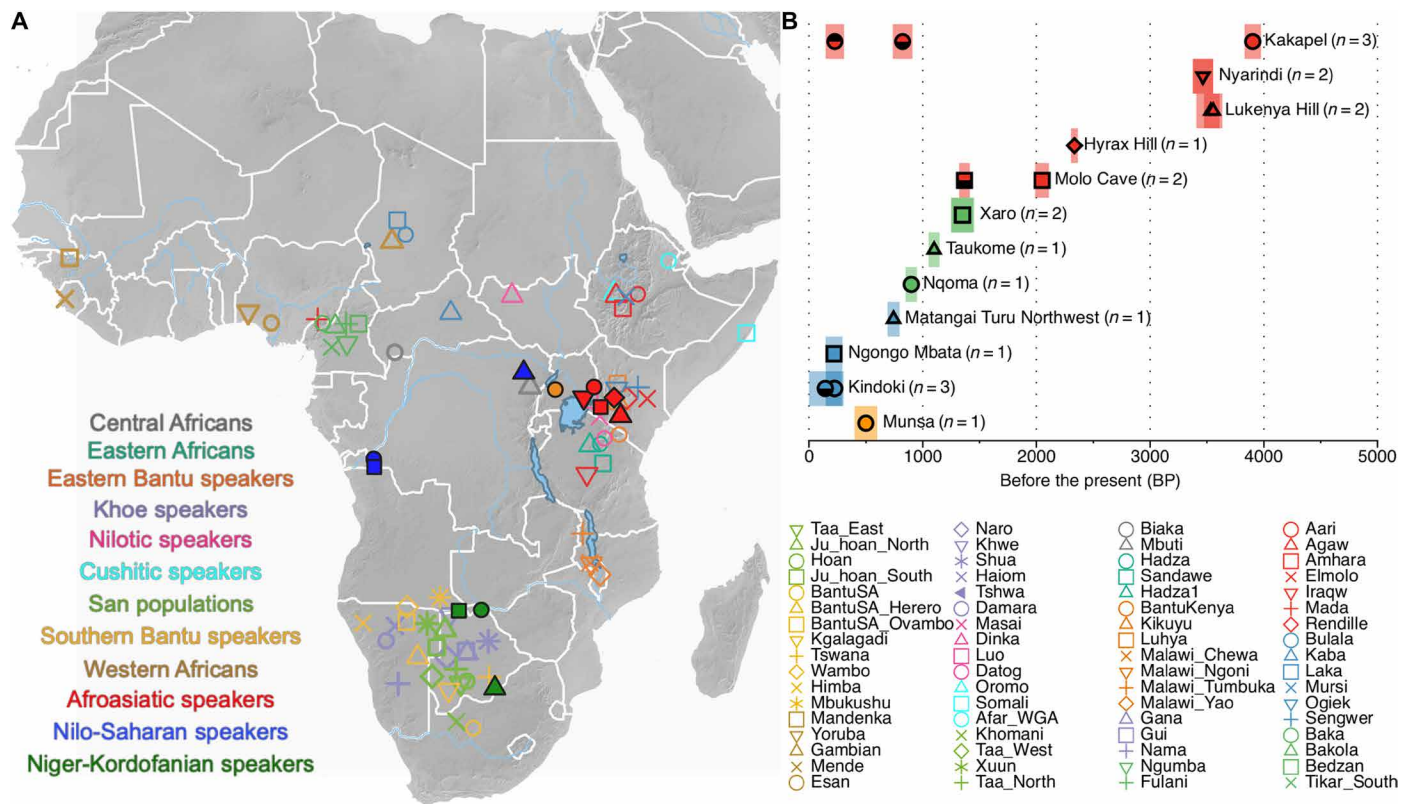 A
Central Africans
Eastern Africans
Eastern Bantu speakers
Khoe speakers
Nilotic speakers
Cushitic speakers
San populations
Southern Bantu speakers
Western Africans
Afroasiatic speakers
Nilo-Saharan speakers
Niger-Kordofanian speakers
B
Kakapel (n = 3)
Nyarindi (n = 2)
Lukenya Hill (n = 2)
Hyrax Hill (n = 1)
Molo Cave (n = 2)
Xaro (n = 2)
Taukome (n = 1)
Nqoma (n = 1)
Matangai Turu Northwest (n = 1)
Ngongo Mbata (n = 1)
Kindoki (n = 3)
Munsa (n = 1)
0 1000 2000 3000 4000 5000
Before the present (BP)
Taa_East
Ju_hoan_North
Hoan
Ju_hoan_South
BantuSA
BantuSA_Herero
BantuSA_Ovambo
Kgalagadi
Tswana
Wambo
Himba
Mbukushu
Mandenka
Yoruba
Gambian
Mende
Esan
Naro
Khwe
Shua
Haiom
Tshwa
Damara
Masai
Dinka
Luo
Datog
Oromo
Somali
Afar_WGA
Khomani
Taa_West
Xuun
Taa_North
Biaka
Mbuti
Hadza
Sandawe
Hadza1
BantuKenya
Kikuyu
Luhya
Malawi_Chewa
Malawi_Ngoni
Malawi_Tumbuka
Malawi_Yao
Gana
Gui
Nama
Ngumba
Fulani
Aari
Agaw
Amhara
Elmolo
Iraqw
Mada
Rendille
Bulala
Kaba
Laka
Mursi
Ogiek
Sengwer
Baka
Bakola
Bedzan
Tikar_South